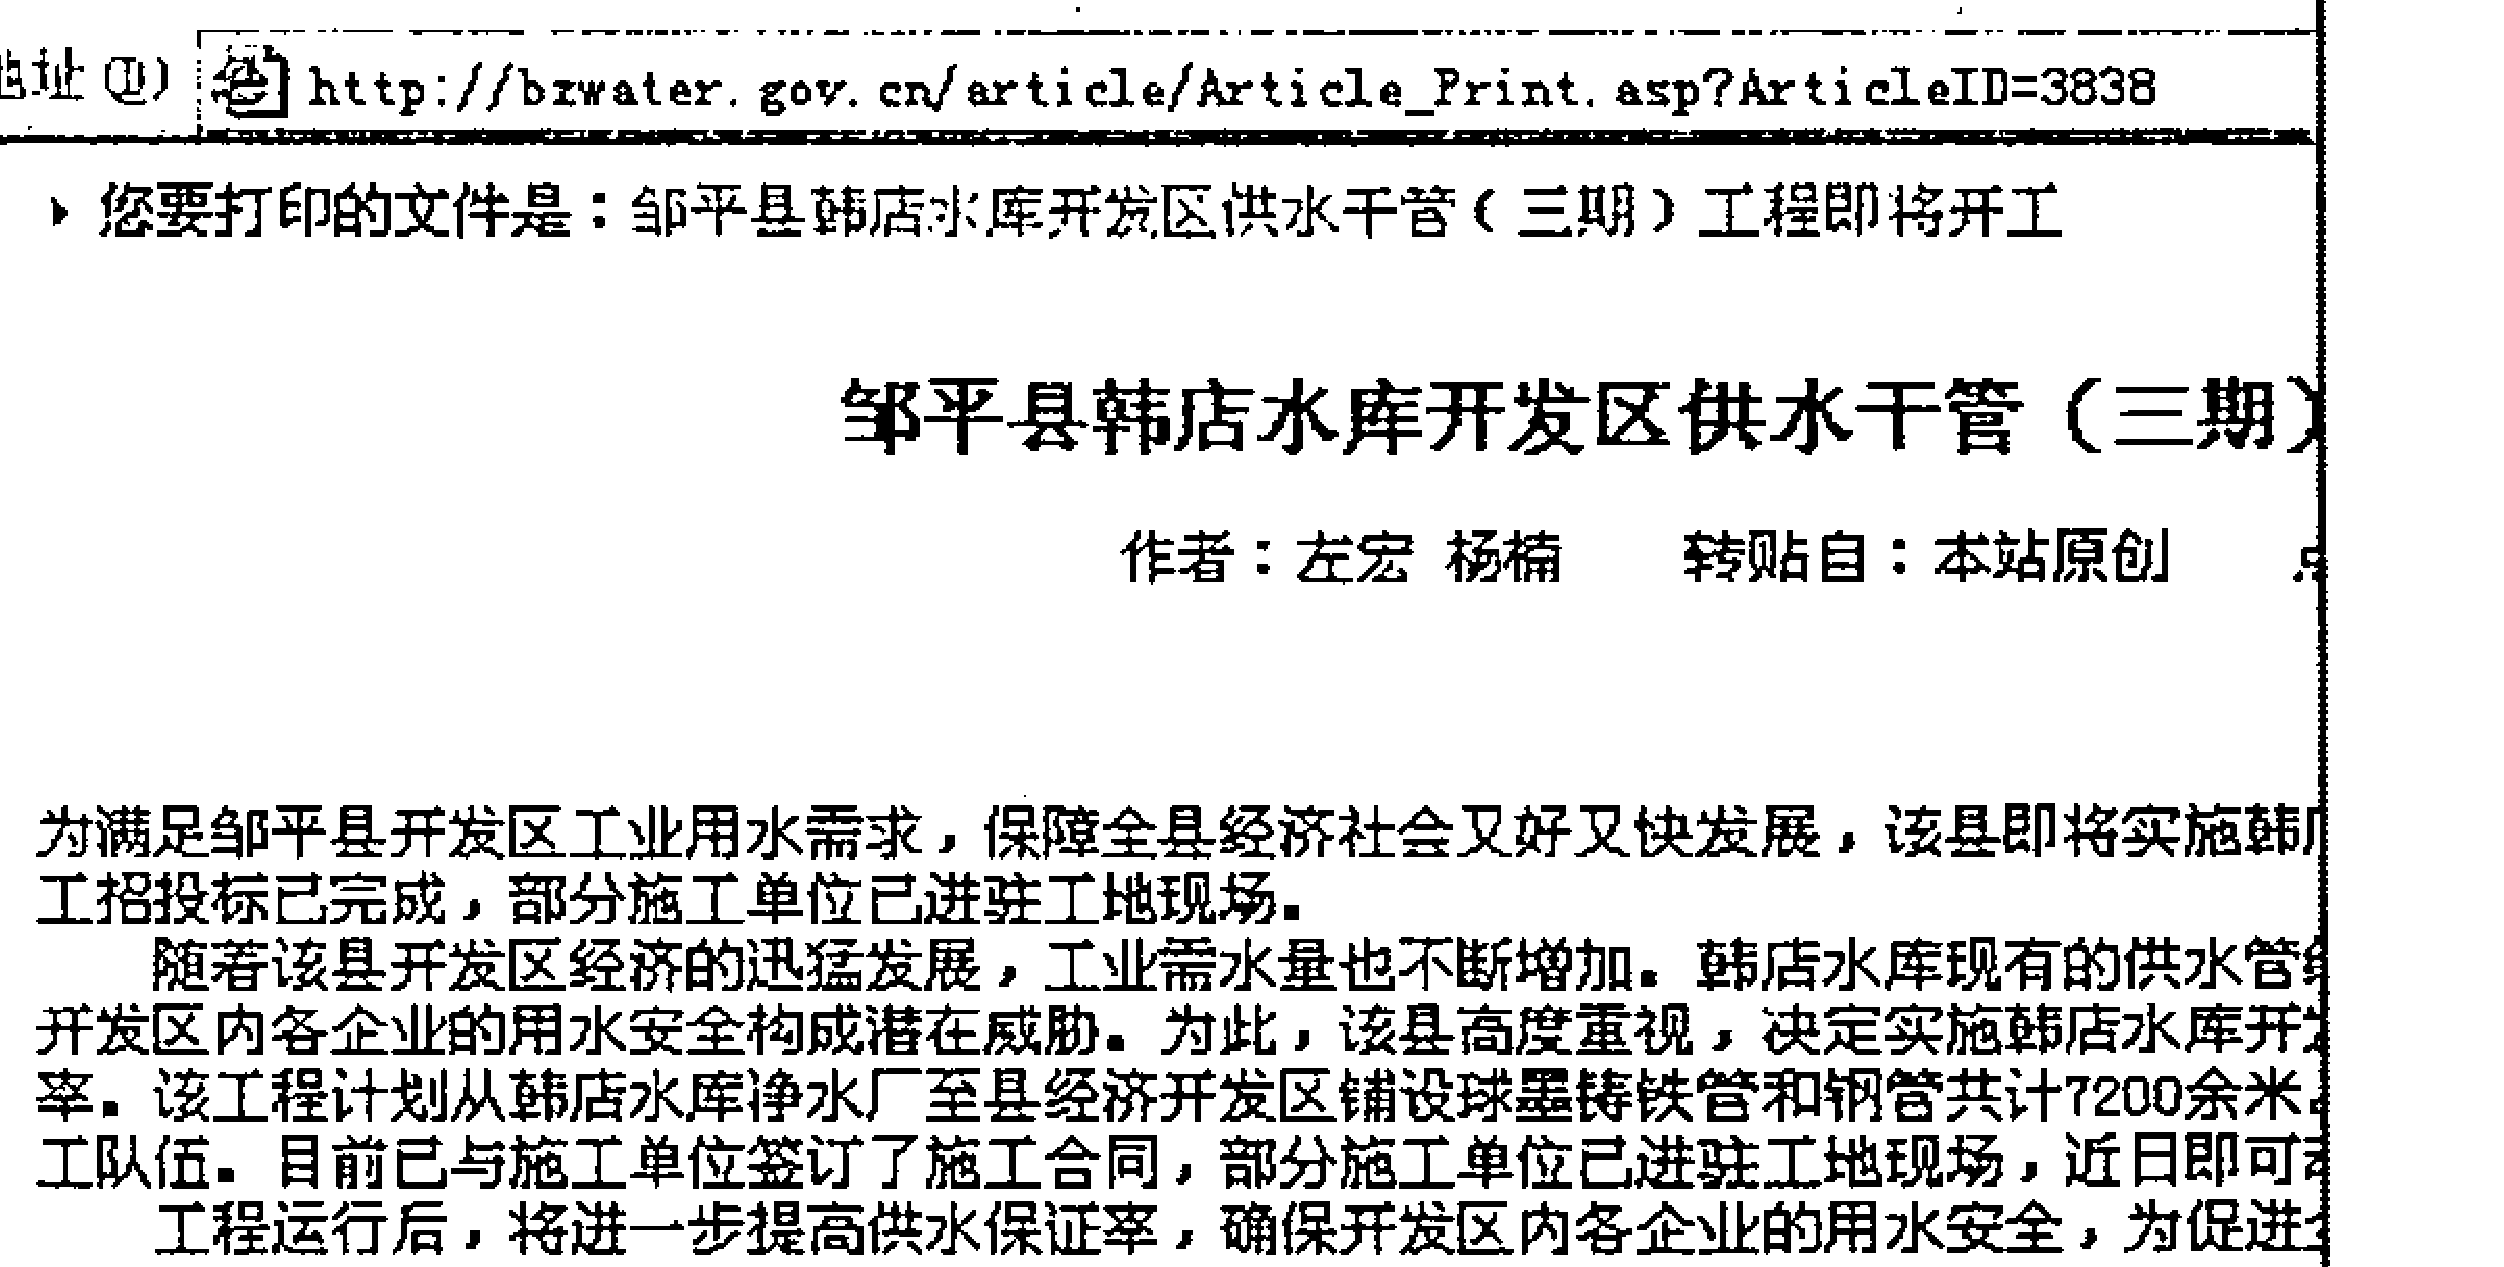 地址(D) http://bzwater.gov.cn/article/Article_Print.asp?ArticleID=3838
您要打印的文件是：邹平县韩店水库开发区供水干管（三期）工程即将开工
邹平县韩店水库开发区供水干管（三期）
作者：左宏 杨楠 转贴自：本站原创
为满足邹平县开发区工业用水需求，保障全县经济社会又好又快发展，该县即将实施韩
工招投标已完成，部分施工单位已进驻工地现场。
随着该县开发区经济的迅猛发展，工业需水量也不断增加。韩店水库现有的供水管
开发区内各企业的用水安全构成潜在威胁。为此，该县高度重视，决定实施韩店水库开
率。该工程计划从韩店水库净水厂至县经济开发区铺设球墨铸铁管和钢管共计7200余米。
工队伍。目前已与施工单位签订了施工合同，部分施工单位已进驻工地现场，近日即可
工程运行后，将进一步提高供水保证率，确保开发区内各企业的用水安全，为促进